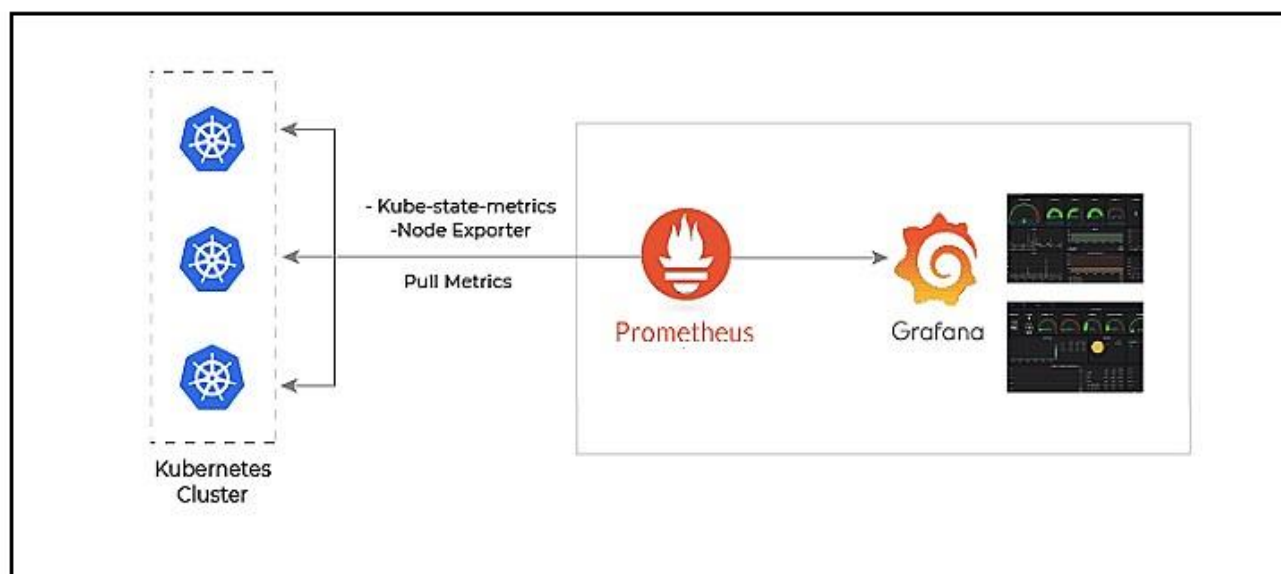 - Kube-state-metrics
-Node Exporter
Pull Metrics
Prometheus
Grafana
Kubernetes
Cluster